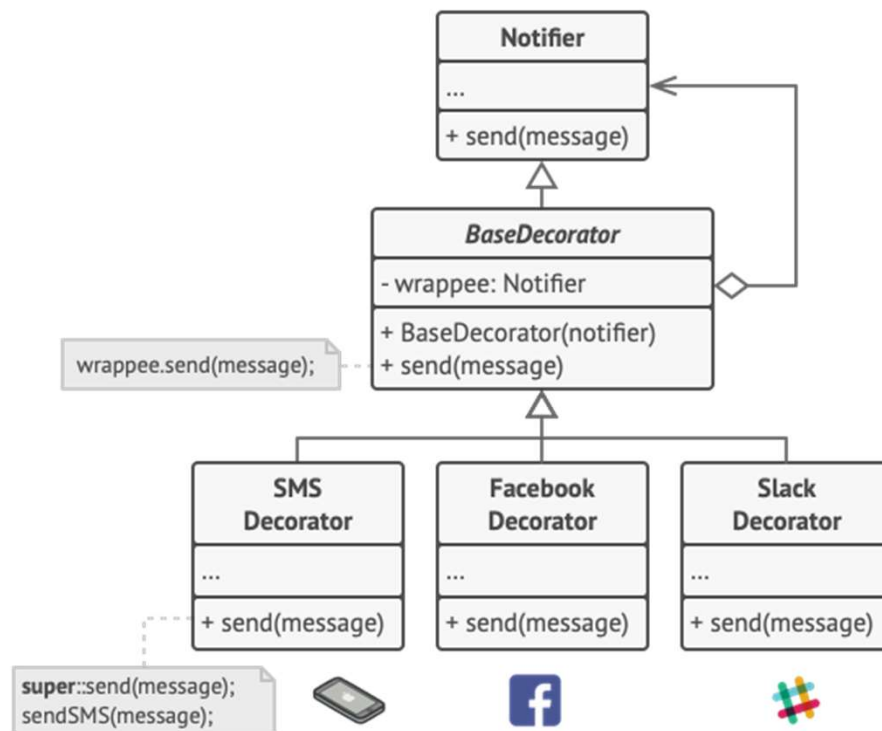 Notifier
...
+ send(message)
BaseDecorator
- wrappee: Notifier
+ BaseDecorator(notifier)
+ send(message)
wrappee.send(message);
SMS
Decorator
...
+ send(message)
Facebook
Decorator
...
+ send(message)
Slack
Decorator
...
+ send(message)
super::send(message);
sendSMS(message);